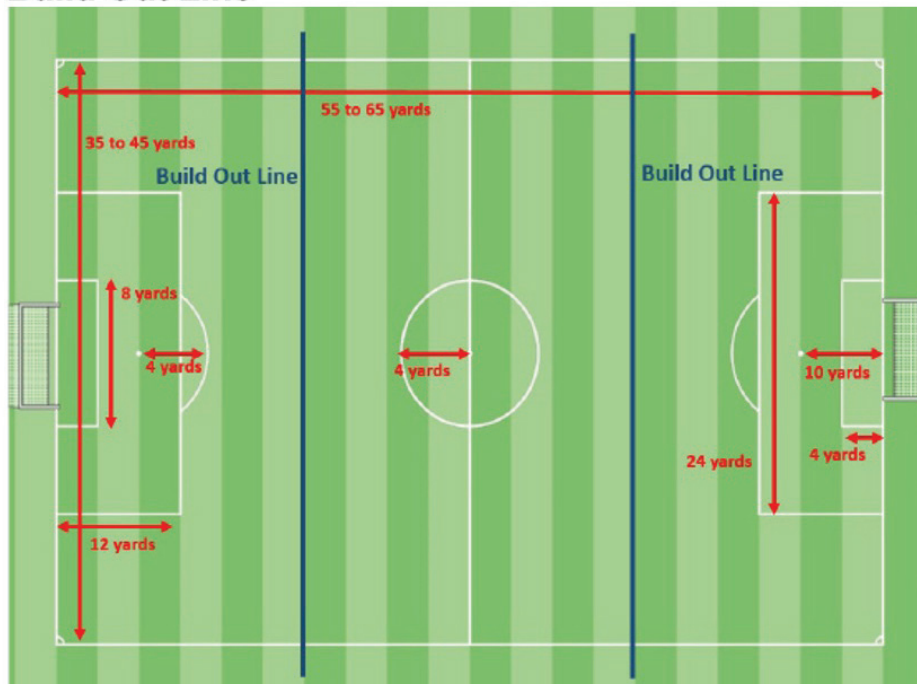 55 to 65 yards
35 to 45 yards
Build Out Line
Build Out Line
8 yards
4 yards
4 yards
10 yards
24 yards
4 yards
12 yards